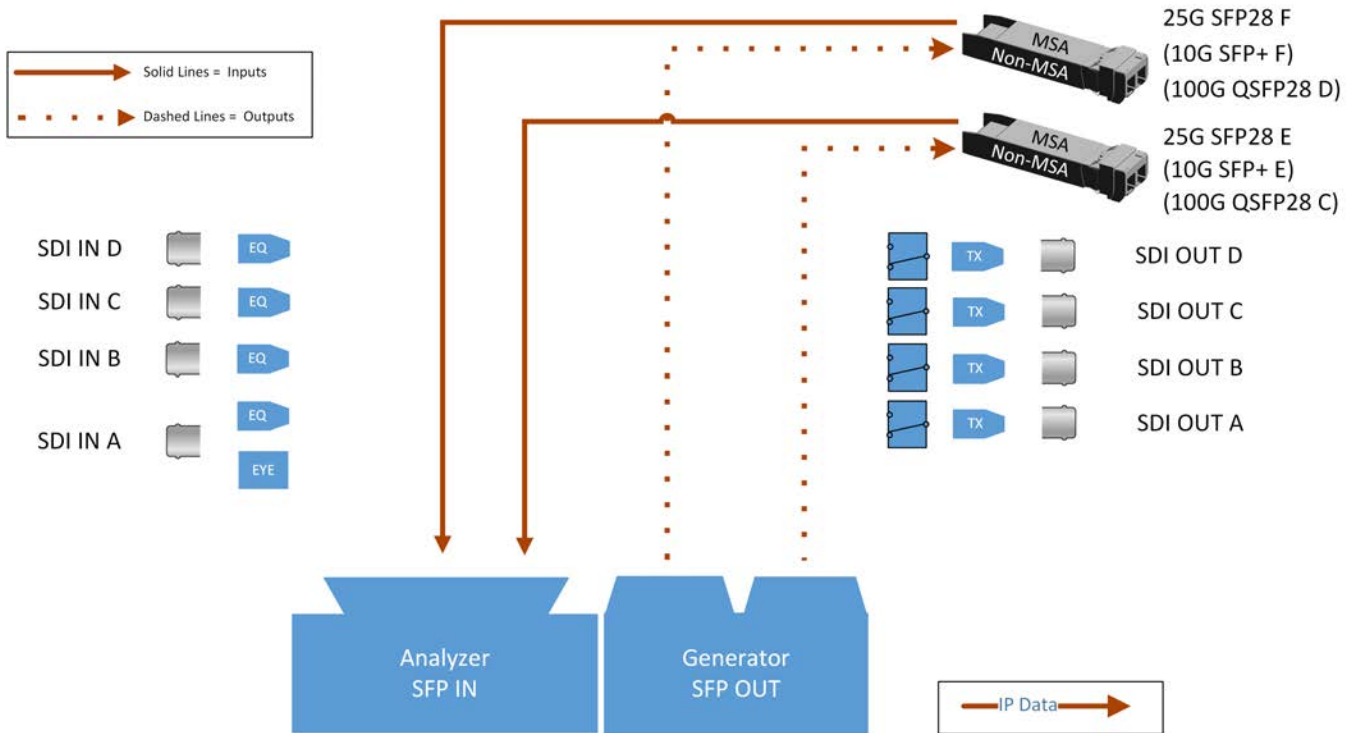 Solid Lines = Inputs
Dashed Lines = Outputs
MSA
Non-MSA
25G SFP28 F
(10G SFP+ F)
(100G QSFP28 D)
MSA
Non-MSA
25G SFP28 E
(10G SFP+ E)
(100G QSFP28 C)
SDI IN D
EQ
SDI IN C
EQ
SDI IN B
EQ
SDI IN A
EQ
EYE
TX
SDI OUT D
TX
SDI OUT C
TX
SDI OUT B
TX
SDI OUT A
Analyzer
SFP IN
Generator
SFP OUT
IP Data